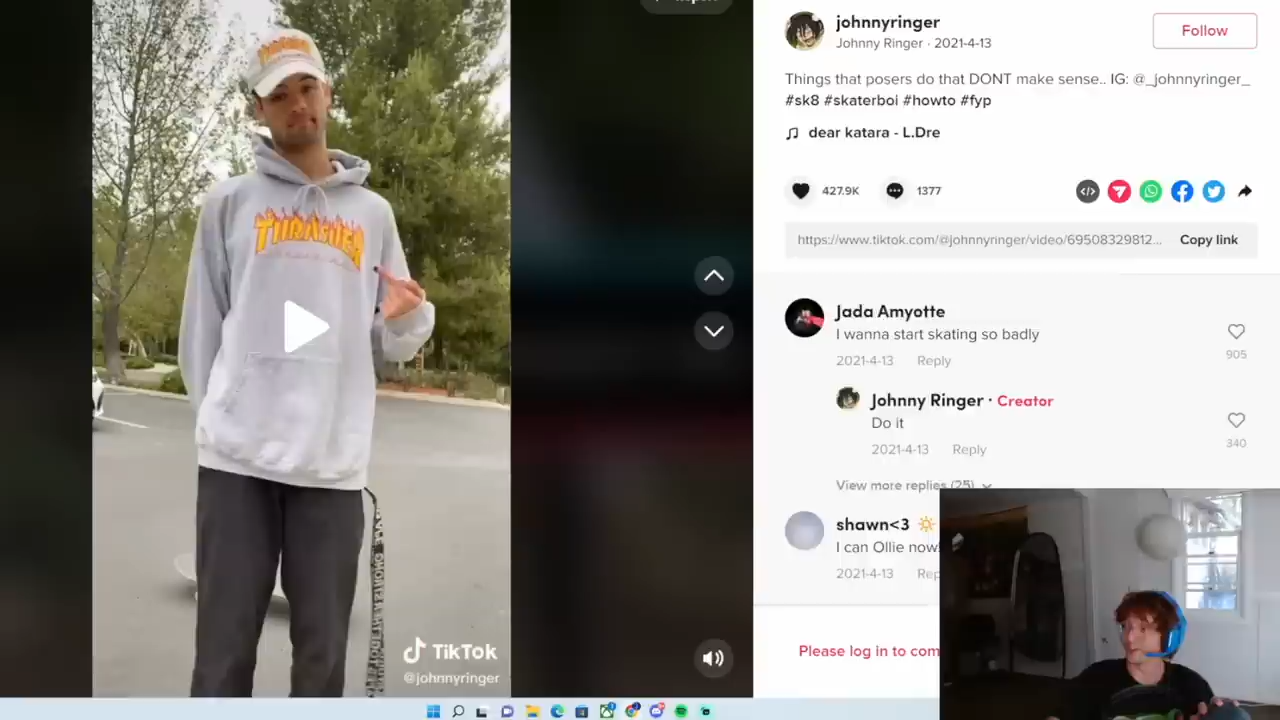 johnnyringer
Johnny Ringer · 2021-4-13
Follow
Things that posers do that DONT make sense.. IG: @_johnnyringer_
#sk8 #skaterboi #howto #fyp
dear katara - L.Dre
427.9K
1377
https://www.tiktok.com/@johnnyringer/video/69508329812...
Copy link
Jada Amyotte
I wanna start skating so badly
2021-4-13 Reply
905
Johnny Ringer · Creator
Do it
2021-4-13 Reply
340
View more replies (25)
shawn<3
I can Ollie now!
2021-4-13 Rep
Please log in to com
THRASHER
TikTok
@johnnyringer